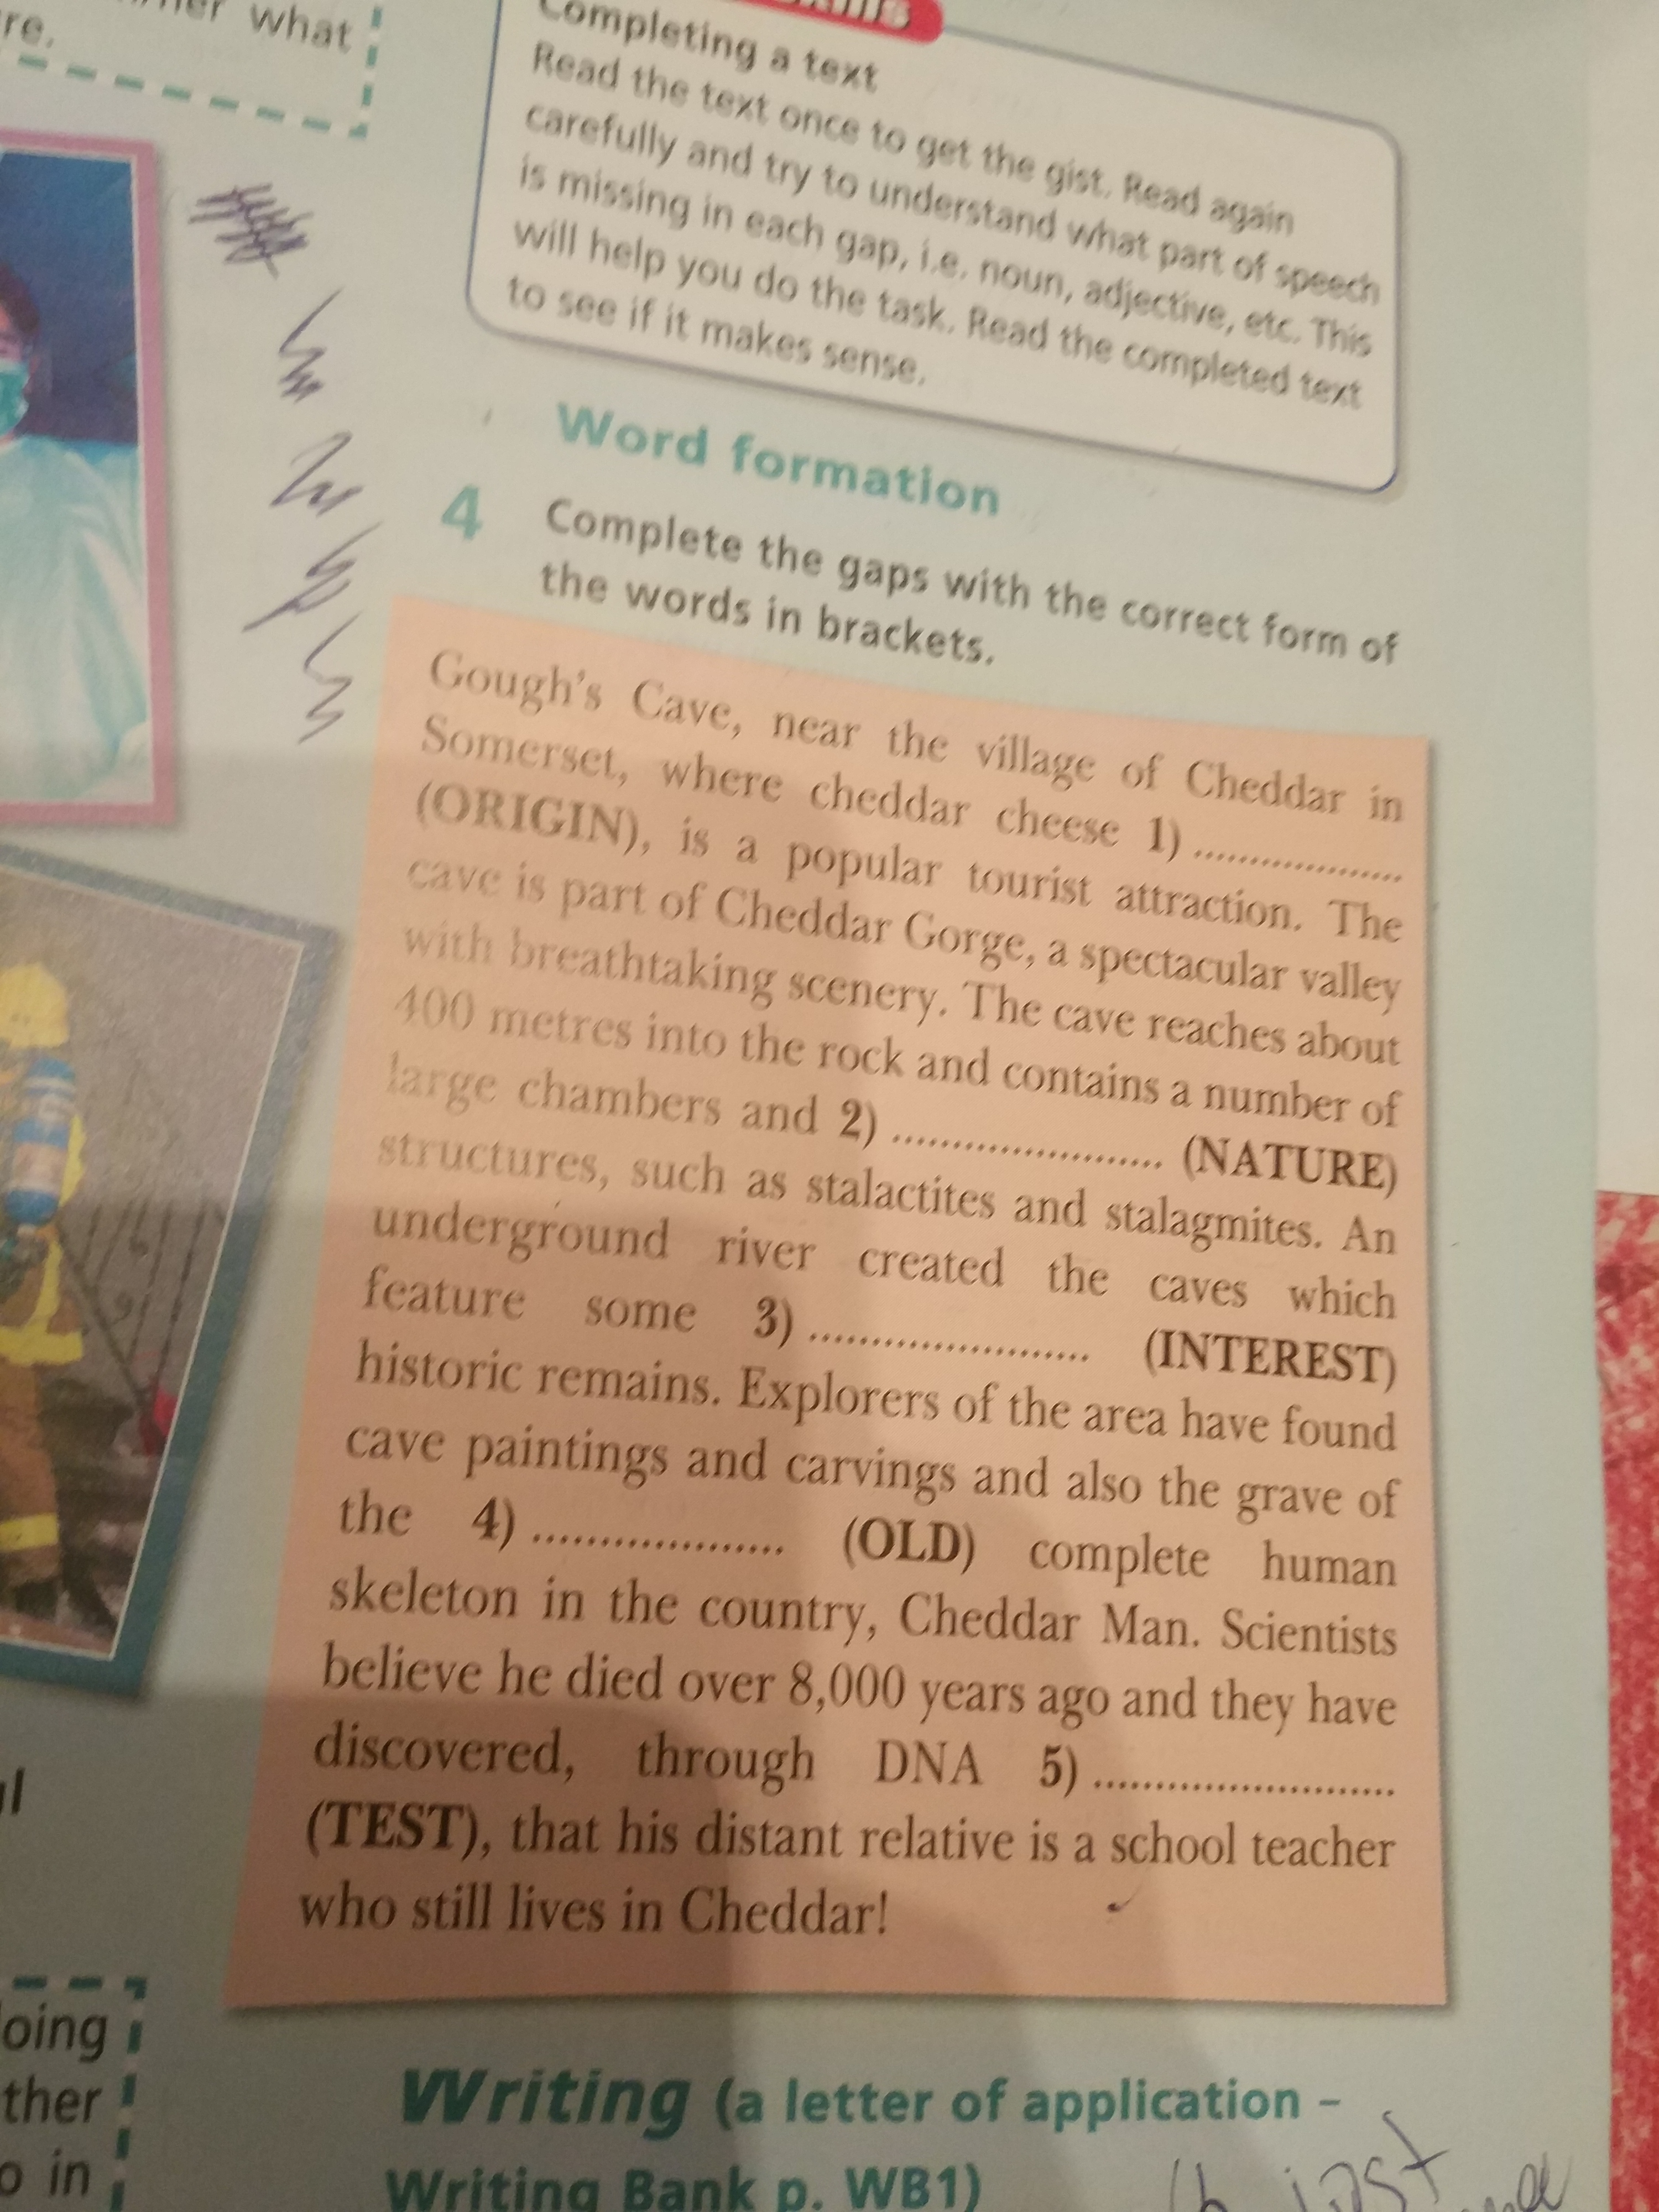 what
re.
Completing a text
Read the text once to get the gist. Read again
carefully and try to understand what part of speech
is missing in each gap, i.e. noun, adjective, etc. This
will help you do the task. Read the completed text
to see if it makes sense.
Word formation
4 Complete the gaps with the correct form of
the words in brackets.
Gough's Cave, near the village of Cheddar in
Somerset, where cheddar cheese 1) ....................
(ORIGIN), is a popular tourist attraction. The
cave is part of Cheddar Gorge, a spectacular valley
with breathtaking scenery. The cave reaches about
400 metres into the rock and contains a number of
large chambers and 2) ........................ (NATURE)
structures, such as stalactites and stalagmites. An
underground river created the caves which
feature some 3) ........................ (INTEREST)
historic remains. Explorers of the area have found
cave paintings and carvings and also the grave of
the 4) .................... (OLD) complete human
skeleton in the country, Cheddar Man. Scientists
believe he died over 8,000 years ago and they have
discovered, through DNA 5) ........................
(TEST), that his distant relative is a school teacher
who still lives in Cheddar!
oing
ther
in
Writing (a letter of application –
Writing Bank p. WB1)